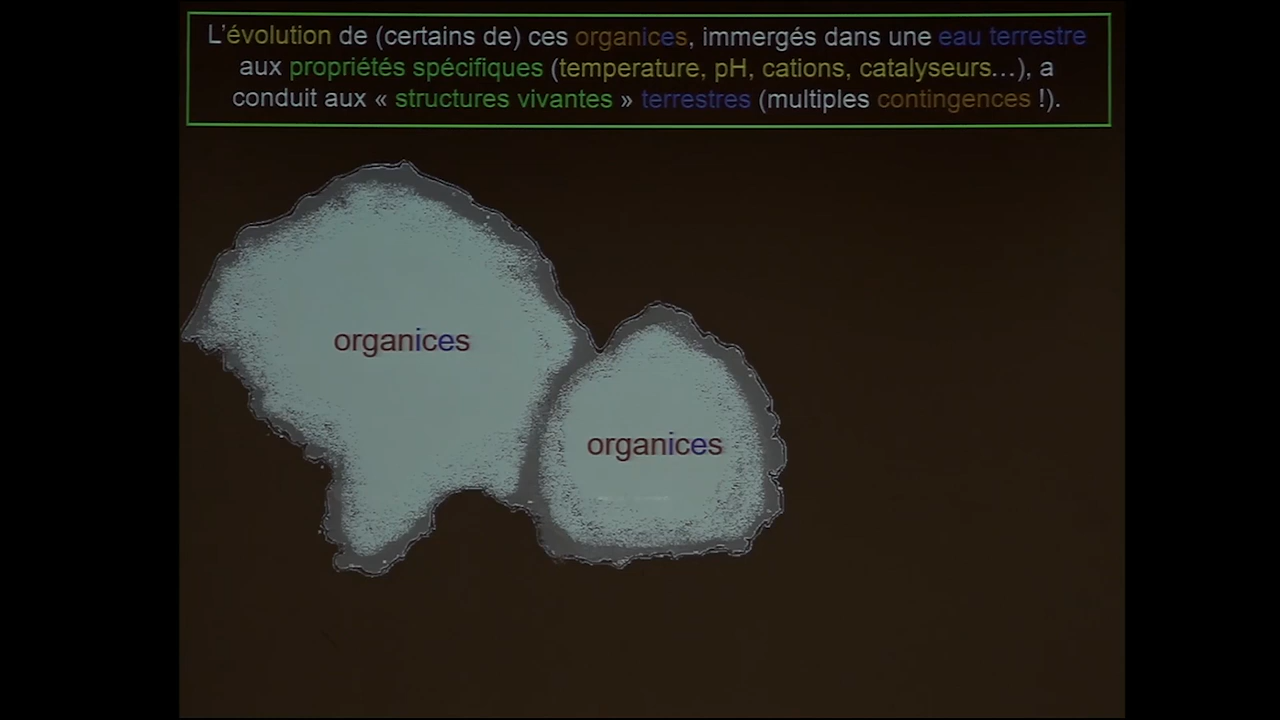 L'évolution de (certains de) ces organices, immergés dans une eau terrestre
aux propriétés spécifiques (temperature, pH, cations, catalyseurs...), a
conduit aux « structures vivantes » terrestres (multiples contingences !).
organices
organices